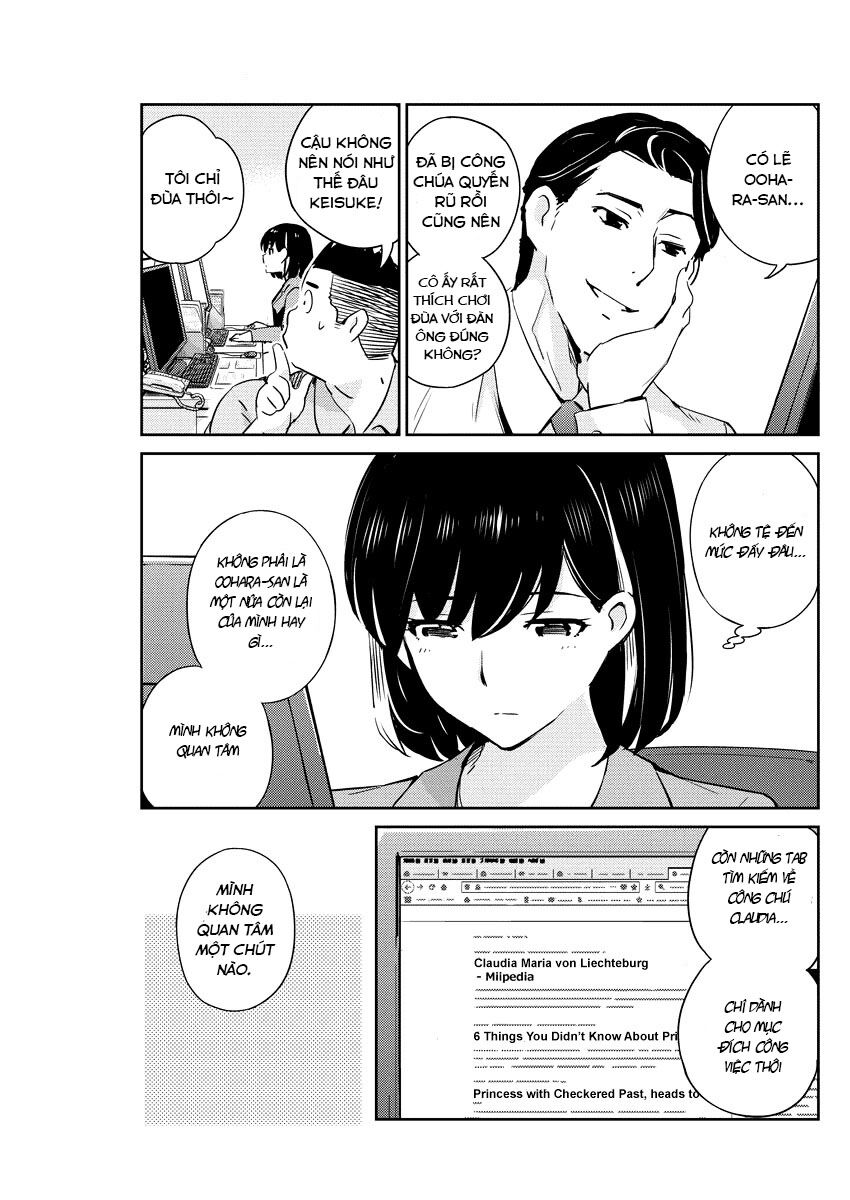 CÓ LẼ
OOHA-
RA-SAN...
ĐÃ BỊ CÔNG
CHÚA QUYẾN
RŨ RỒI
CŨNG NÊN
CÔ ẤY RẤT
THÍCH CHƠI
ĐÙA VỚI ĐÀN
ÔNG ĐÚNG
KHÔNG?
CẬU KHÔNG
NÊN NÓI NHƯ
THẾ ĐÂU
KEISUKE!
TÔI CHỈ
ĐÙA THÔI~
KHÔNG TỆ ĐẾN
MỨC ĐẤY ĐÂU...
KHÔNG PHẢI LÀ
OOHARA-SAN LÀ
MỘT NỬA CÒN LẠI
CỦA MÌNH HAY
GÌ...
MÌNH KHÔNG
QUAN TÂM
CÒN NHỮNG TAB
TÌM KIẾM VỀ
CÔNG CHÚ
CLAUDIA...
CHỈ DÀNH
CHO MỤC
ĐÍCH CÔNG
VIỆC THÔI
Claudia Maria von Liechteburg
- Miipedia
6 Things You Didn't Know About Pri
Princess with Checkered Past, heads to
MÌNH
KHÔNG
QUAN TÂM
MỘT CHÚT
NÀO.